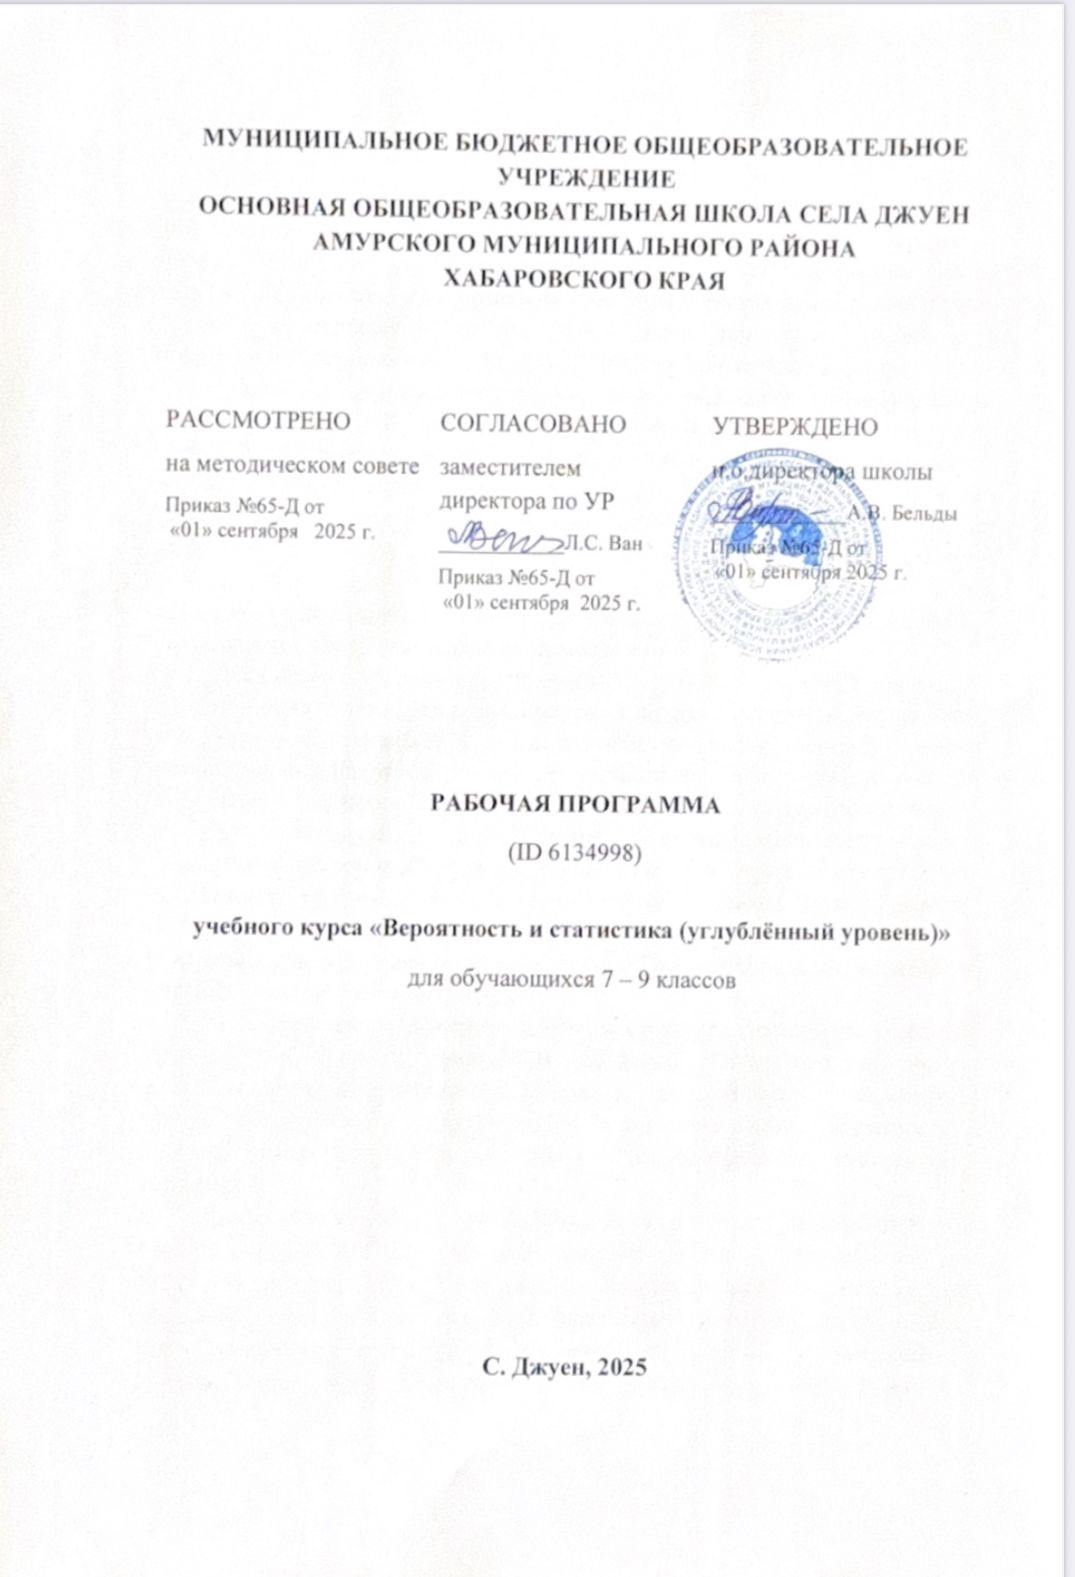 МУНИЦИПАЛЬНОЕ БЮДЖЕТНОЕ ОБЩЕОБРАЗОВАТЕЛЬНОЕ
УЧРЕЖДЕНИЕ
ОСНОВНАЯ ОБЩЕОБРАЗОВАТЕЛЬНАЯ ШКОЛА СЕЛА ДЖУЕН
АМУРСКОГО МУНИЦИПАЛЬНОГО РАЙОНА
ХАБАРОВСКОГО КРАЯ
РАССМОТРЕНО
на методическом совете
Приказ №65-Д от
«01» сентября 2025 г.
СОГЛАСОВАНО
заместителем
директора по УР
Л.С. Ван
Приказ №65-Д от
«01» сентября 2025 г.
УТВЕРЖДЕНО
и.о.директора школы
А.В. Бельды
Приказ №65-Д от
«01» сентября 2025 г.
РАБОЧАЯ ПРОГРАММА
(ID 6134998)
учебного курса «Вероятность и статистика (углублённый уровень)»
для обучающихся 7 – 9 классов
С. Джуен, 2025